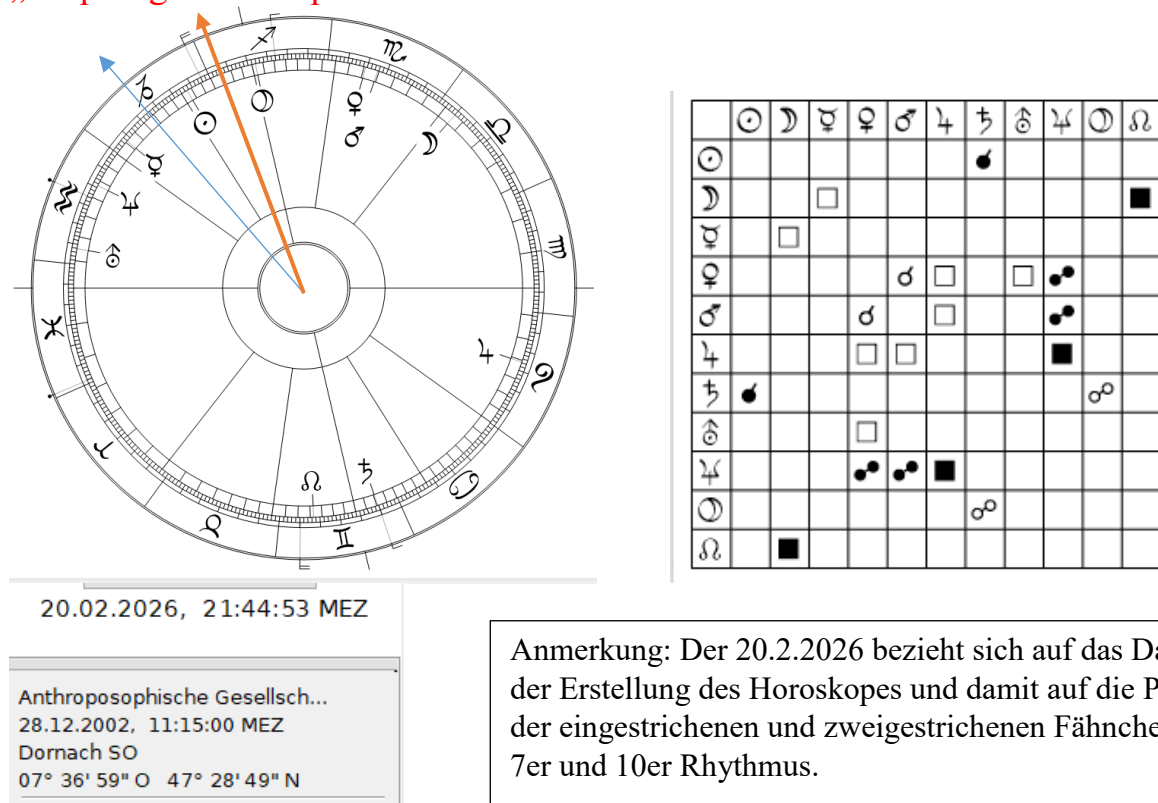 20.02.2026, 21:44:53 MEZ
Anthroposophische Gesellsch...
28.12.2002, 11:15:00 MEZ
Dornach SO
07° 36' 59" O 47° 28' 49" N
Anmerkung: Der 20.2.2026 bezieht sich auf das
der Erstellung des Horoskopes und damit auf die
der eingestrichenen und zweigestrichenen
7er und 10er Rhythmus.